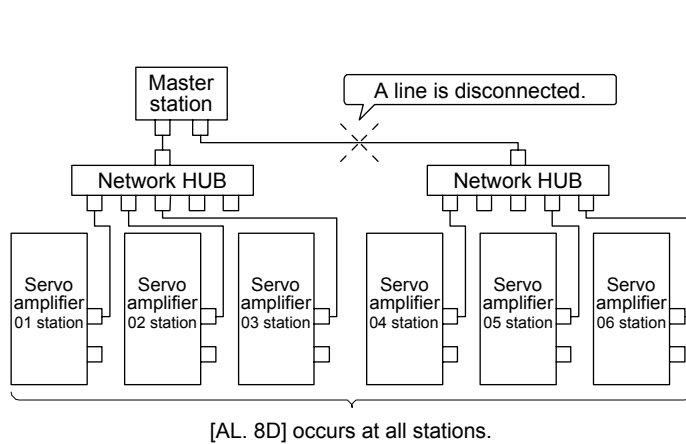 Master
station
A line is disconnected.
Network HUB
Network HUB
Servo
amplifier
01 station
Servo
amplifier
02 station
Servo
amplifier
03 station
Servo
amplifier
04 station
Servo
amplifier
05 station
Servo
amplifier
06 station
[AL. 8D] occurs at all stations.